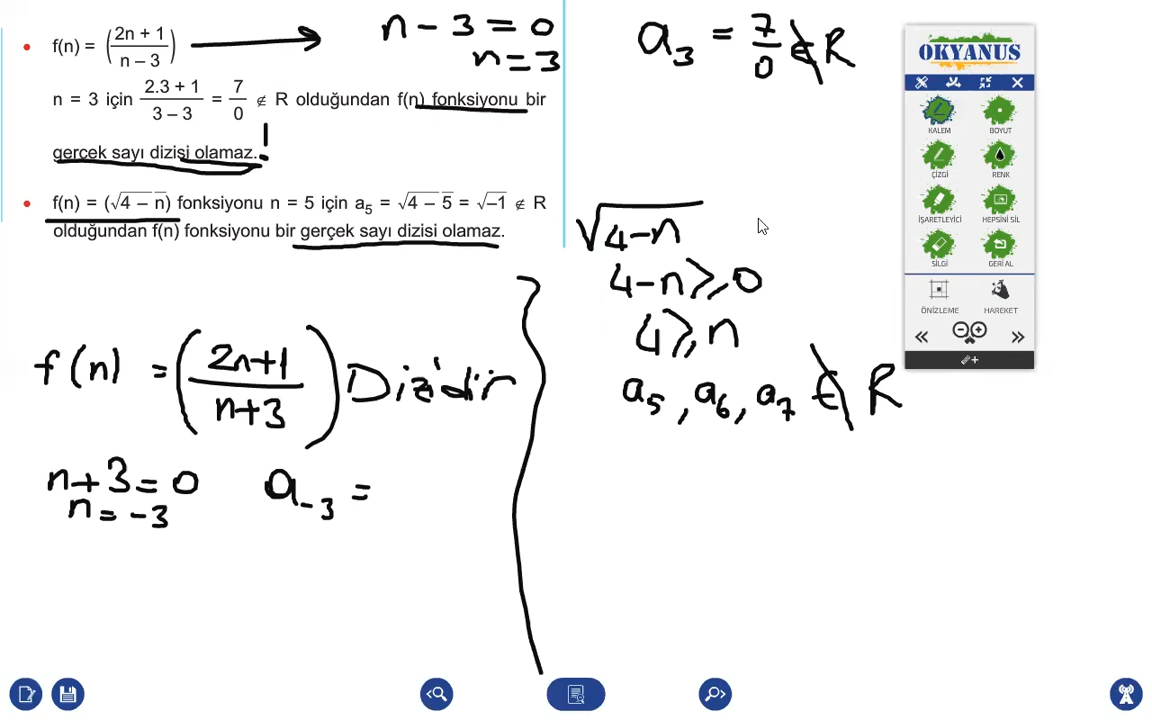 • f(n) = (2n + 1 / n – 3)
n – 3 = 0
n = 3
a₃ = 7/0 ∉ R
n = 3 için 2.3 + 1 / 3 – 3 = 7/0 ∉ R olduğundan f(n) fonksiyonu bir
gerçek sayı dizisi olamaz. !
• f(n) = (√4 – n) fonksiyonu n = 5 için a₅ = √4 – 5 = √–1 ∉ R
olduğundan f(n) fonksiyonu bir gerçek sayı dizisi olamaz.
√4–n
4–n ⩾ 0
4 ⩾ n
a₅, a₆, a₇ ∉ R
f(n) = (2n+1 / n+3) Dizidir
n+3 = 0
n = –3
a₋₃ =
OKYANUS
KALEM BOYUT
ÇİZGİ RENK
İŞARETLEYİCİ HEPSİNİ SİL
SİLGİ GERİ AL
ÖNİZLEME HAREKET